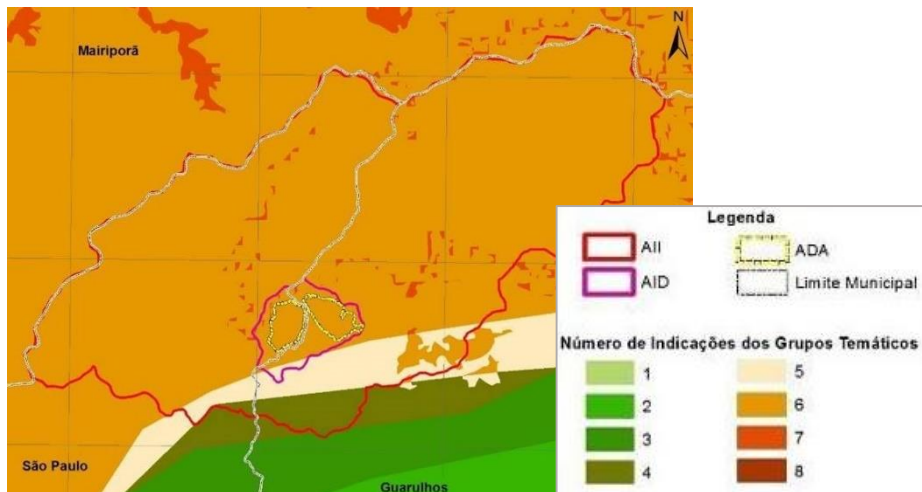 N
Mairiporã
São Paulo
Guarulhos
Legenda
AII
ADA
AID
Limite Municipal
Número de Indicações dos Grupos Temáticos
1
5
2
6
3
7
4
8